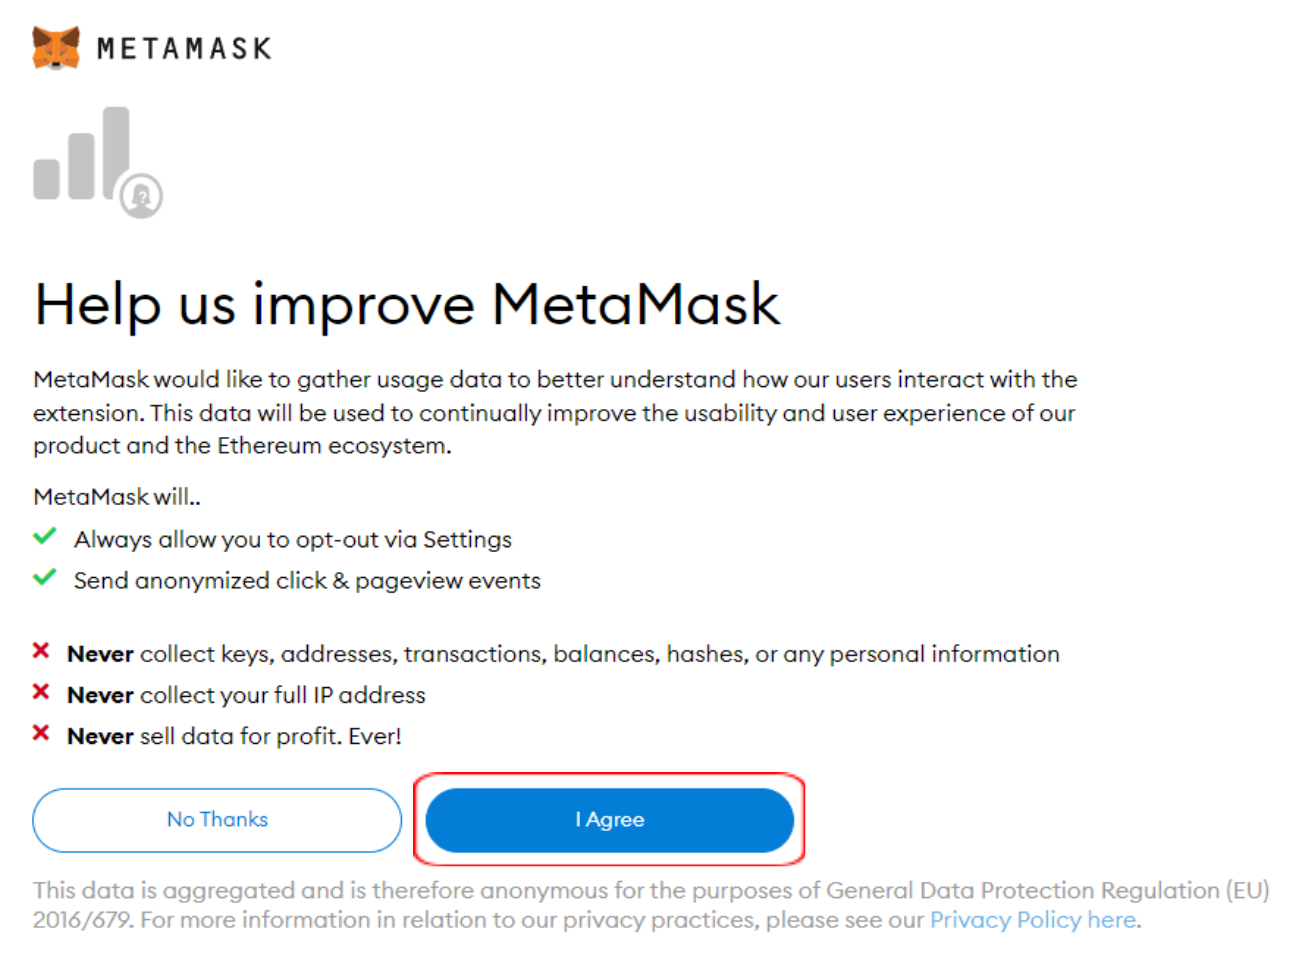 METAMASK
?
Help us improve MetaMask
MetaMask would like to gather usage data to better understand how our users interact with the
extension. This data will be used to continually improve the usability and user experience of our
product and the Ethereum ecosystem.
MetaMask will..
Always allow you to opt-out via Settings
Send anonymized click & pageview events
Never collect keys, addresses, transactions, balances, hashes, or any personal information
Never collect your full IP address
Never sell data for profit. Ever!
No Thanks
I Agree
This data is aggregated and is therefore anonymous for the purposes of General Data Protection Regulation (EU)
2016/679. For more information in relation to our privacy practices, please see our Privacy Policy here.